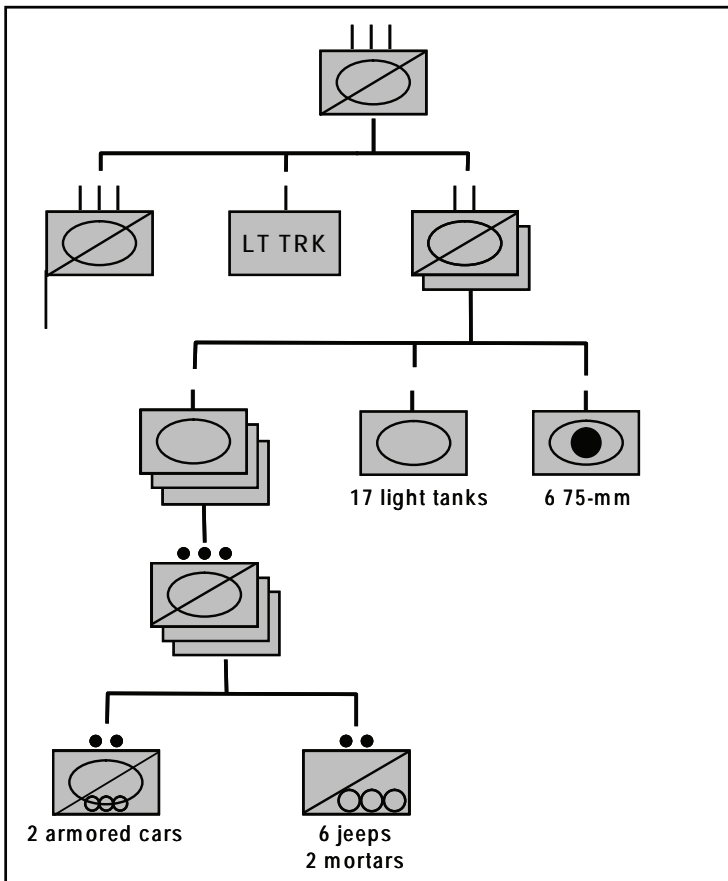 LT TRK
17 light tanks
6 75-mm
2 armored cars
6 jeeps
2 mortars